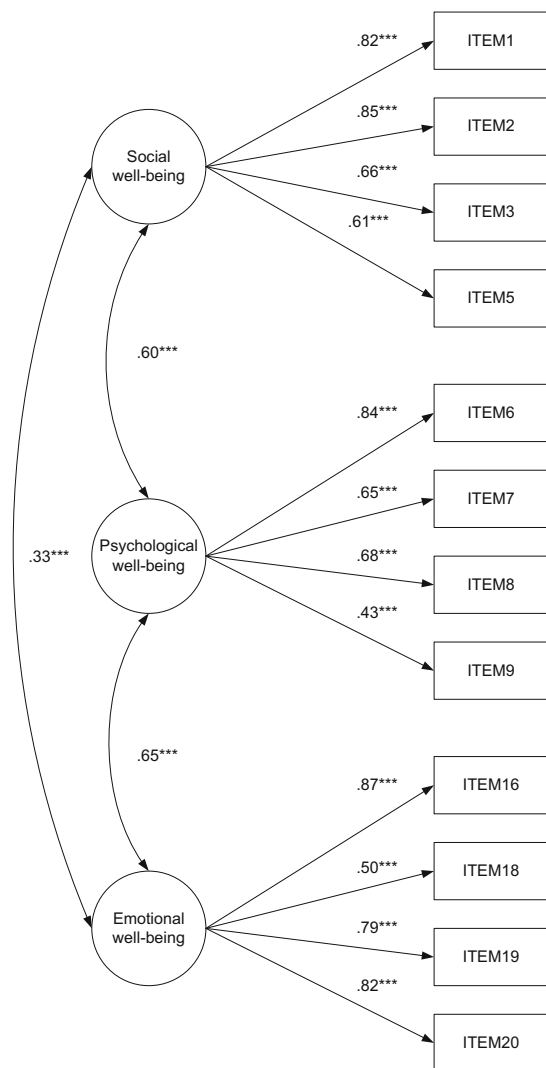 .82***
ITEM1
.85***
ITEM2
Social
well-being
.66***
ITEM3
.61***
ITEM5
.60***
.84***
ITEM6
.65***
ITEM7
Psychological
well-being
.33***
.68***
ITEM8
.43***
ITEM9
.65***
.87***
ITEM16
.50***
ITEM18
Emotional
well-being
.79***
ITEM19
.82***
ITEM20